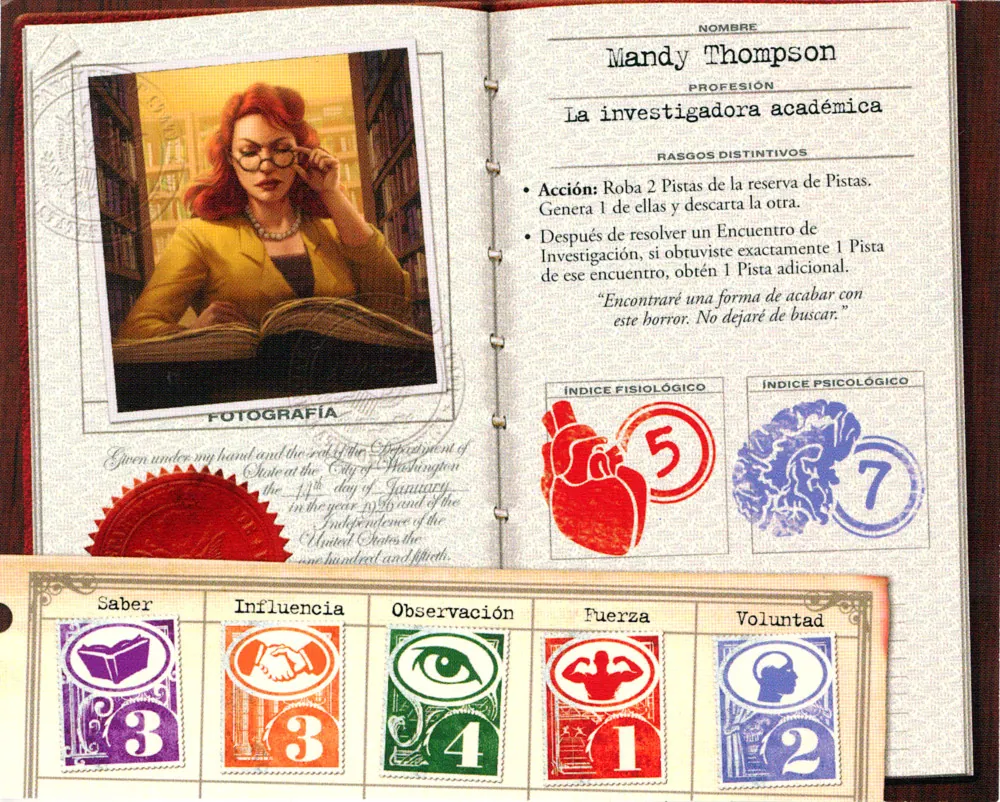 NOMBRE
Mandy Thompson
PROFESIÓN
La investigadora académica
RASGOS DISTINTIVOS
• Acción: Roba 2 Pistas de la reserva de Pistas.
Genera 1 de ellas y descarta la otra.
• Después de resolver un Encuentro de
Investigación, si obtuviste exactamente 1 Pista
de ese encuentro, obtén 1 Pista adicional.
“Encontraré una forma de acabar con
este horror. No dejaré de buscar.”
FOTOGRAFÍA
Given under my hand and the seal of the Department of
State at the City of Washington
the 14th day of January
in the year 1926 and of the
Independence of the
United States the
one hundred and fiftieth.
ÍNDICE FISIOLÓGICO
5
ÍNDICE PSICOLÓGICO
7
Saber Influencia Observación Fuerza Voluntad
3 3 4 1 2